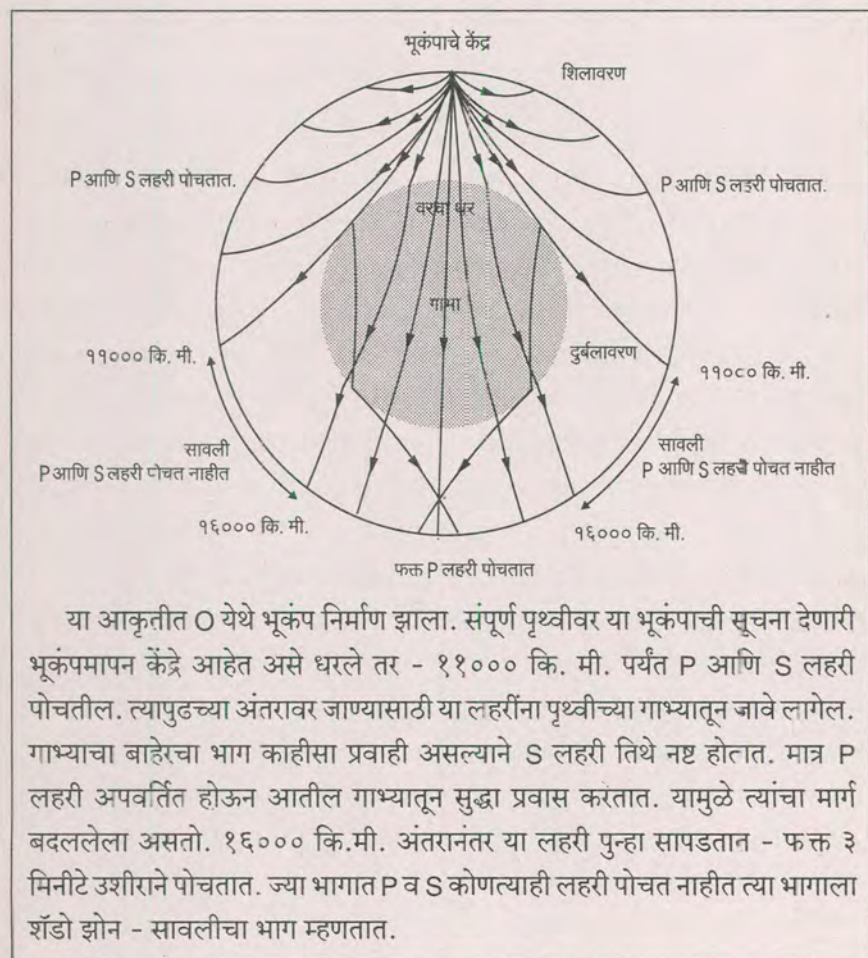 भूकंपाचे केंद्र
शिलावरण
P आणि S लहरी पोचतात.
P आणि S लहरी पोचतात.
वरचा थर
गाभा
दुर्बलावरण
११००० कि. मी.
११०८० कि. मी.
सावली
P आणि S लहरी पोचत नाहीत
सावली
P आणि S लहरी पोचत नाहीत
१६००० कि. मी.
१६००० कि. मी.
फक्त P लहरी पोचतात
या आकृतीत O येथे भूकंप निर्माण झाला. संपूर्ण पृथ्वीवर या भूकंपाची सूचना देणारी
भूकंपमापन केंद्रे आहेत असे धरले तर - ११००० कि. मी. पर्यंत P आणि S लहरी
पोचतील. त्यापुढच्या अंतरावर जाण्यासाठी या लहरींना पृथ्वीच्या गाभ्यातून जावे लागेल.
गाभ्याचा बाहेरचा भाग काहीसा प्रवाही असल्याने S लहरी तिथे नष्ट होतात. मात्र P
लहरी अपवर्तित होऊन आतील गाभ्यातून सुद्धा प्रवास करतात. यामुळे त्यांचा मार्ग
बदललेला असतो. १६००० कि.मी. अंतरानंतर या लहरी पुन्हा सापडतात - फक्त ३
मिनीटे उशीराने पोचतात. ज्या भागात P व S कोणत्याही लहरी पोचत नाहीत त्या भागाला
शॅडो झोन - सावलीचा भाग म्हणतात.